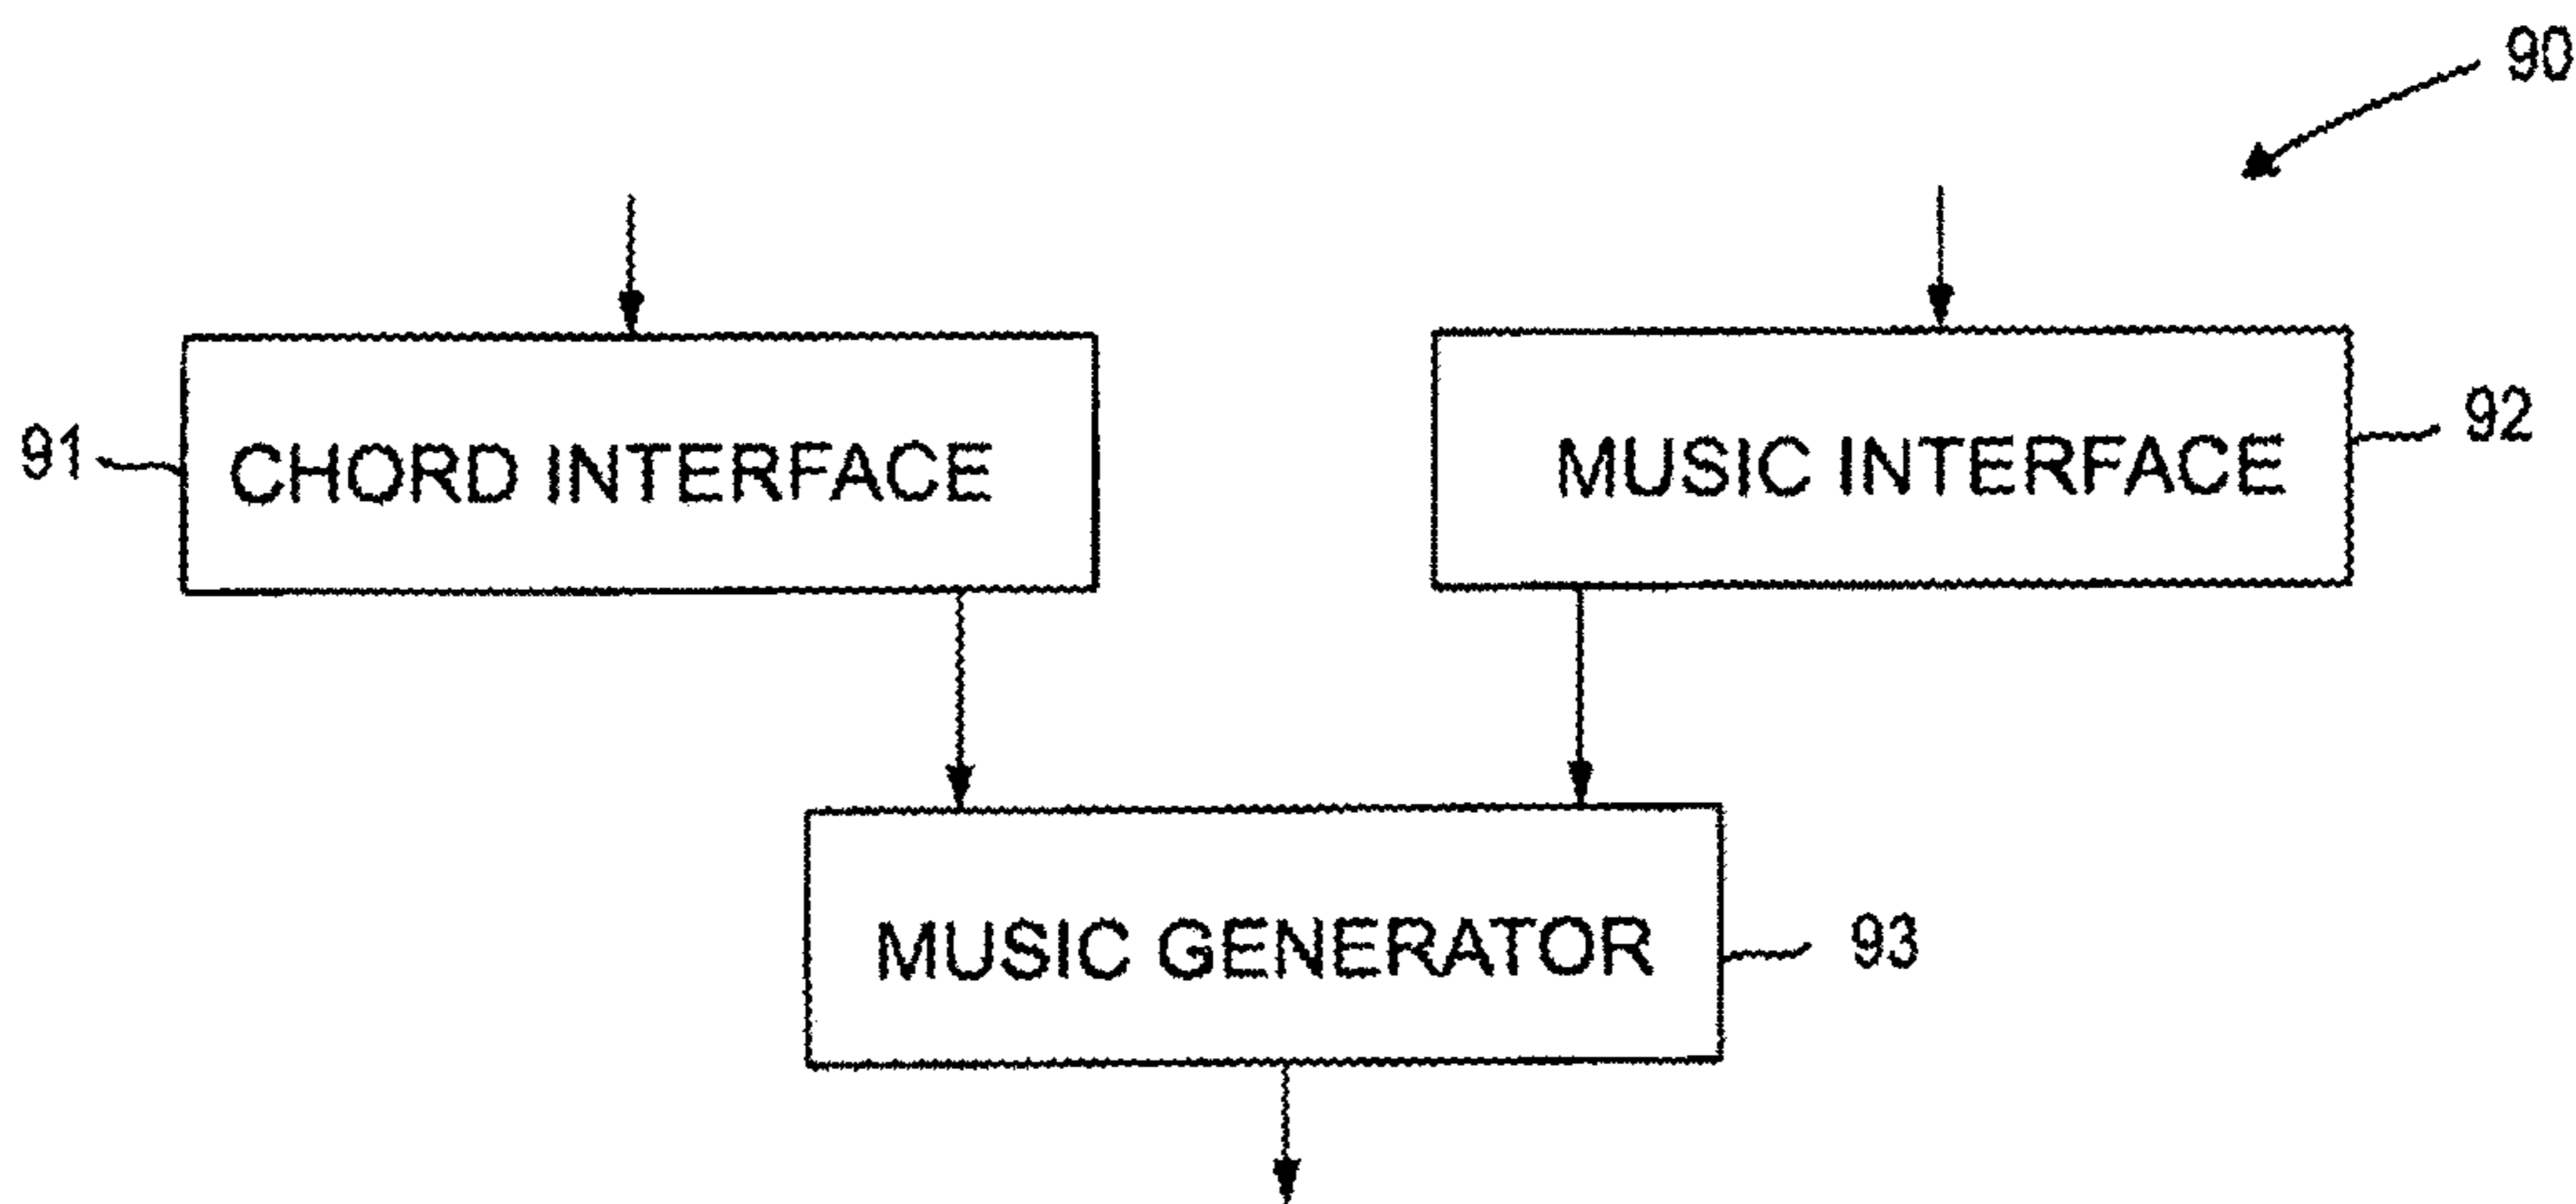 90
91
CHORD INTERFACE
MUSIC INTERFACE
92
MUSIC GENERATOR
93